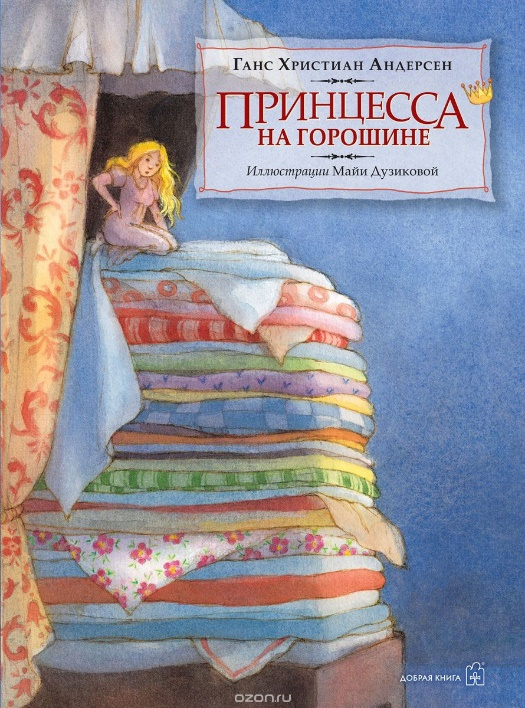 Ганс Христиан Андерсен
Принцесса
на горошине
Иллюстрации Майи Дузиковой
ДОБРАЯ КНИГА
ozon.ru